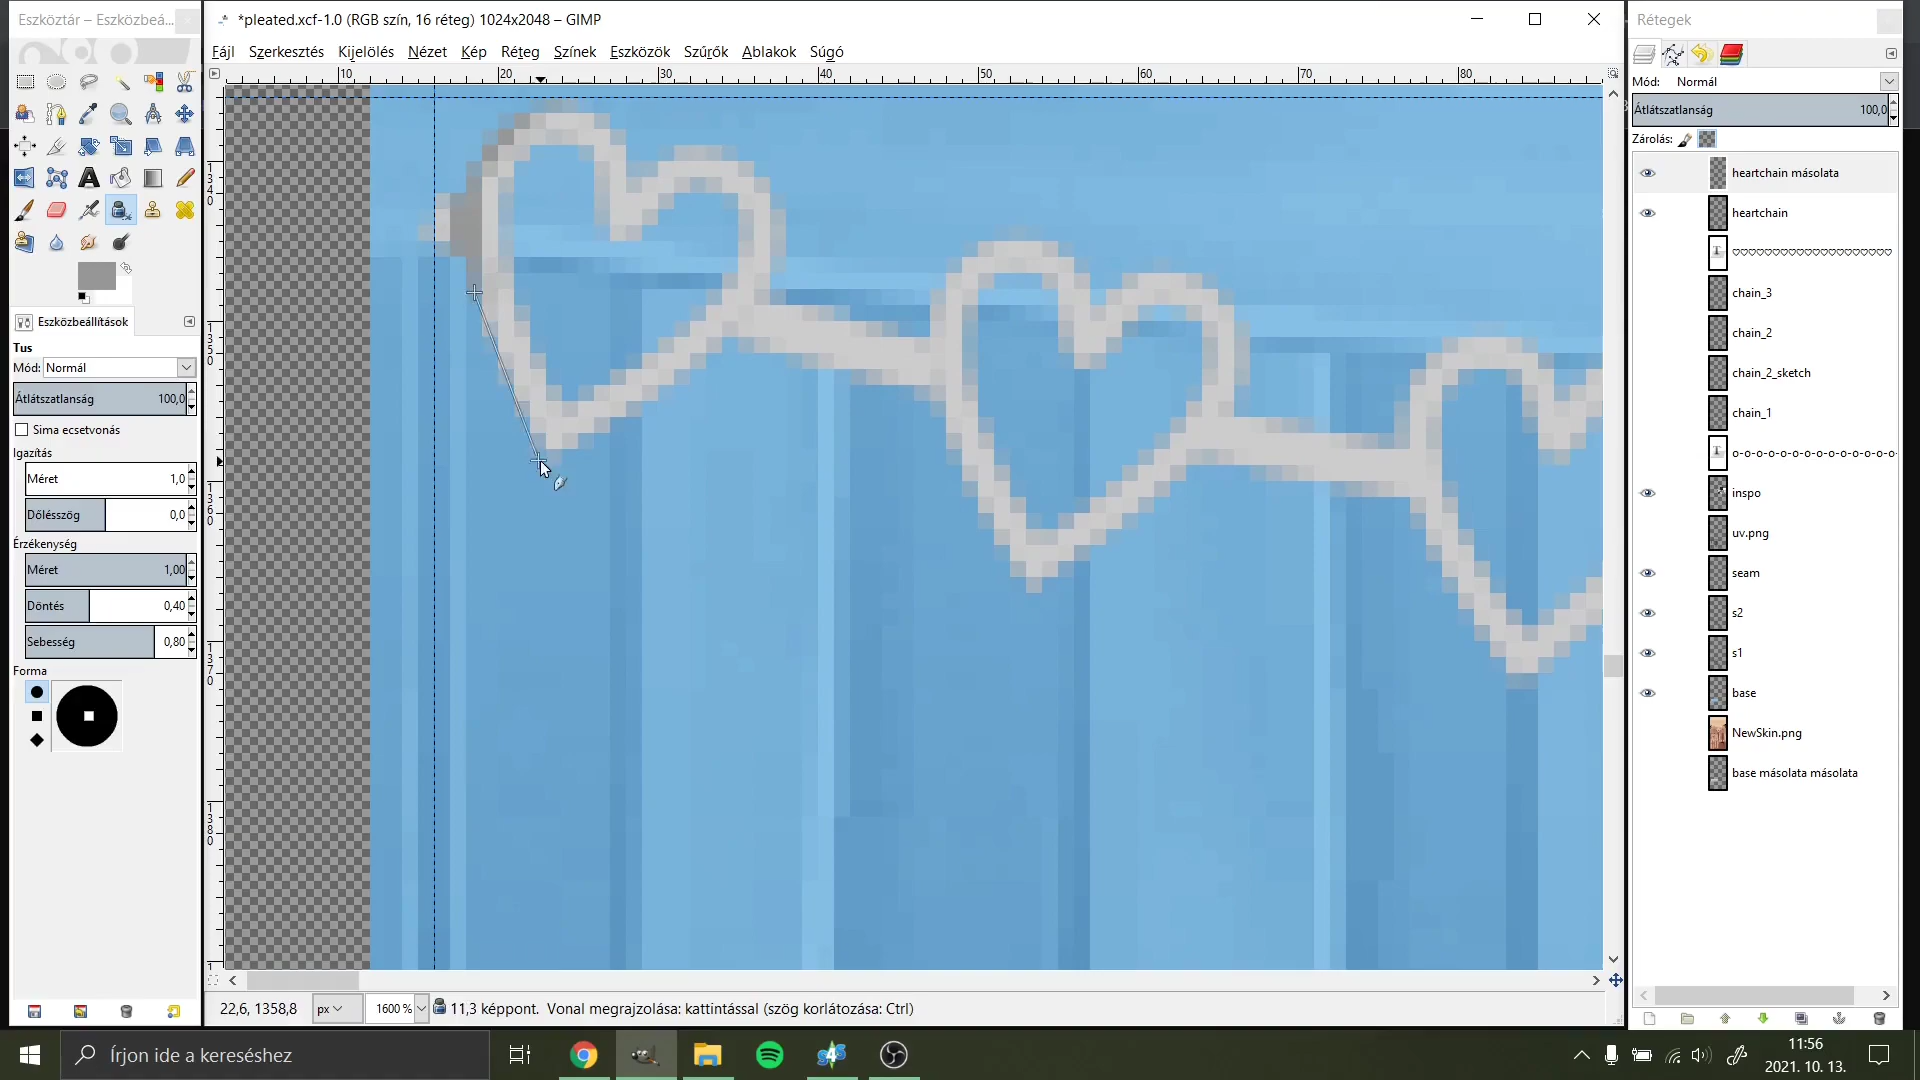 Eszköztár – Eszközbeá...
*pleated.xcf-1.0 (RGB szín, 16 réteg) 1024x2048 – GIMP
Rétegek
Fájl Szerkesztés Kijelölés Nézet Kép Réteg Színek Eszközök Szűrők Ablakok Súgó
10 20 30 40 50 60 70 80
1340
1350
1360
1370
1380
1
Mód: Normál
Átlátszatlanság 100,0
Zárolás:
heartchain másolata
heartchain
♡♡♡♡♡♡♡♡♡♡♡♡♡♡♡♡♡♡♡♡
chain_3
chain_2
chain_2_sketch
chain_1
o-o-o-o-o-o-o-o-o-o-o-o-o-
inspo
uv.png
seam
s2
s1
base
NewSkin.png
base másolata másolata
Eszközbeállítások
Tus
Mód: Normál
Átlátszatlanság 100,0
Sima ecsetvonás
Igazítás
Méret 1,0
Dőlésszög 0,0
Érzékenység
Méret 1,00
Döntés 0,40
Sebesség 0,80
Forma
22,6, 1358,8 px 1600 % 11,3 képpont. Vonal megrajzolása: kattintással (szög korlátozása: Ctrl)
Írjon ide a kereséshez
11:56
2021. 10. 13.